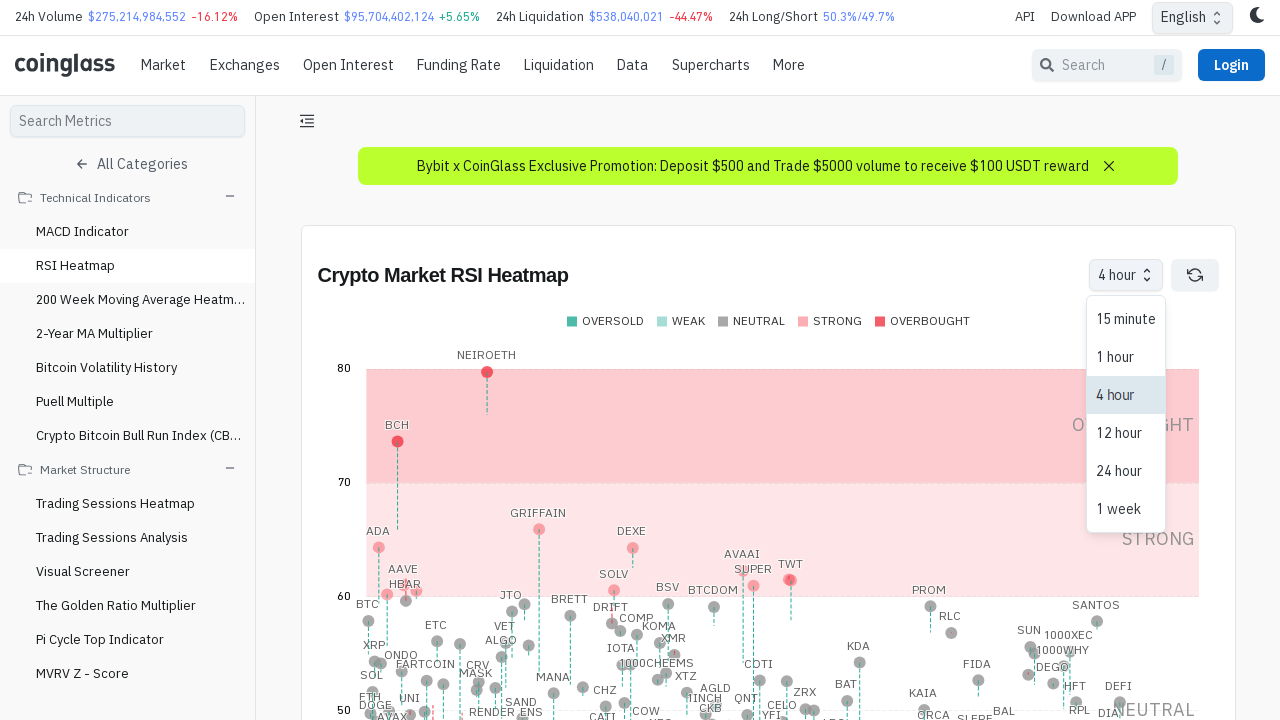 24h Volume $275,214,984,552 -16.12% Open Interest $95,704,402,124 +5.65% 24h Liquidation $538,040,021 -44.47% 24h Long/Short 50.3%/49.7% API Download APP English
coinglass Market Exchanges Open Interest Funding Rate Liquidation Data Supercharts More Search / Login
Search Metrics
All Categories
Technical Indicators
MACD Indicator
RSI Heatmap
200 Week Moving Average Heatm...
2-Year MA Multiplier
Bitcoin Volatility History
Puell Multiple
Crypto Bitcoin Bull Run Index (CB...
Market Structure
Trading Sessions Heatmap
Trading Sessions Analysis
Visual Screener
The Golden Ratio Multiplier
Pi Cycle Top Indicator
MVRV Z - Score
Bybit x CoinGlass Exclusive Promotion: Deposit $500 and Trade $5000 volume to receive $100 USDT reward
Crypto Market RSI Heatmap
4 hour
15 minute
1 hour
4 hour
12 hour
24 hour
1 week
OVERSOLD WEAK NEUTRAL STRONG OVERBOUGHT
80
NEIROETH
BCH
70
GRIFFAIN
ADA
DEXE
STRONG
AVAAI
AAVE
SOLV
SUPER
TWT
HBAR
BSV
BTCDOM
PROM
60
JTO
BRETT
BTC
DRIFT
SANTOS
RLC
ETC
VET
COMP
KOMA
SUN
1000XEC
XRP
ALGO
XMR
IOTA
KDA
1000WHY
ONDO
FARTCOIN
CRV
1000CHEEMS
COTI
FIDA
DEGO
SOL
MASK
MANA
XTZ
BAT
HFT
DEFI
ETH
UNI
SAND
CHZ
AGLD
1INCH
QNT
ZRX
KAIA
DOGE
RENDER
ENS
COW
CKB
CELO
RPL
50
AVAX
CATI
YFI
ORCA
SLERF
BAL
DIA
NEUTRAL